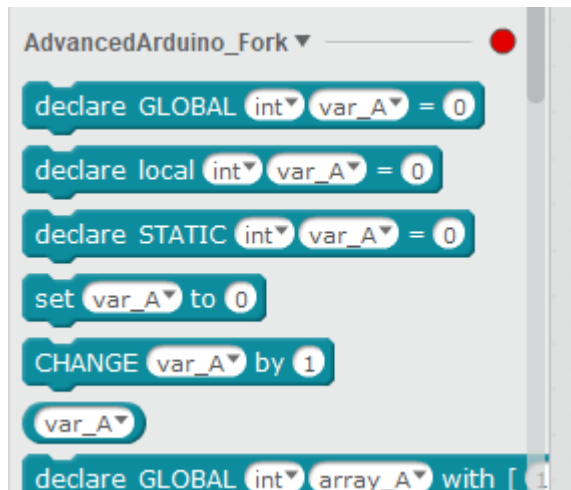 AdvancedArduino_Fork
declare GLOBAL int var_A = 0
declare local int var_A = 0
declare STATIC int var_A = 0
set var_A to 0
CHANGE var_A by 1
var_A
declare GLOBAL int array_A with [ 1